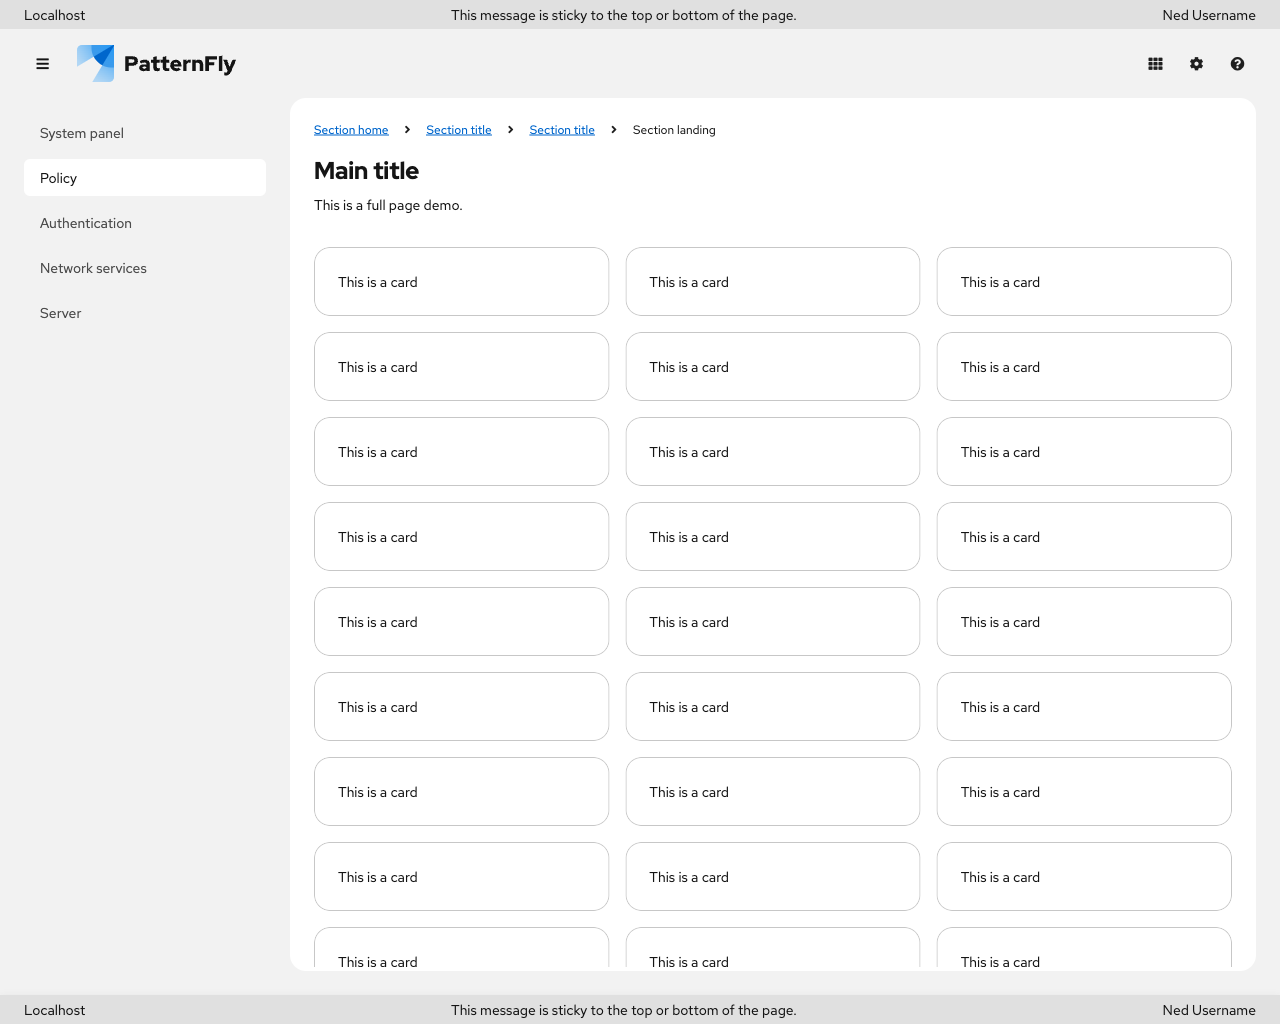 Localhost This message is sticky to the top or bottom of the page. Ned Username
PatternFly
System panel
Policy
Authentication
Network services
Server
Section home Section title Section title Section landing
Main title
This is a full page demo.
This is a card This is a card This is a card
This is a card This is a card This is a card
This is a card This is a card This is a card
This is a card This is a card This is a card
This is a card This is a card This is a card
This is a card This is a card This is a card
This is a card This is a card This is a card
This is a card This is a card This is a card
This is a card This is a card This is a card
Localhost This message is sticky to the top or bottom of the page. Ned Username